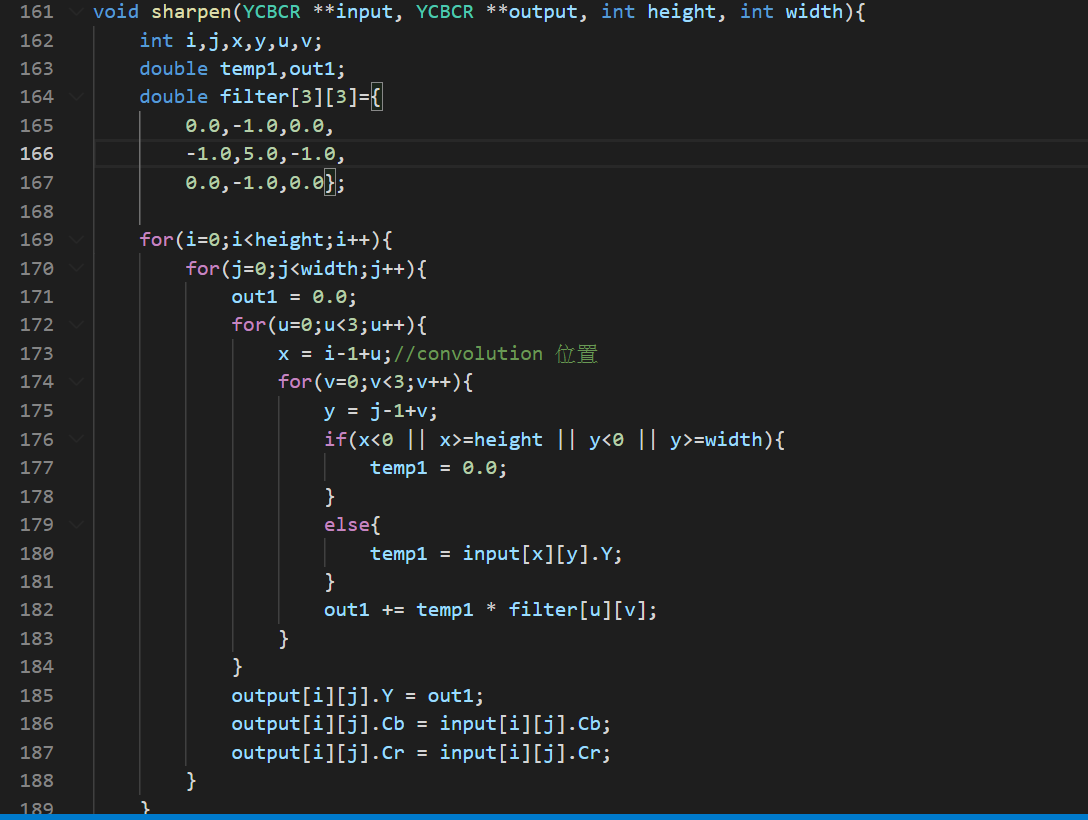 161 void sharpen(YCBCR **input, YCBCR **output, int height, int width){
162 int i,j,x,y,u,v;
163 double temp1,out1;
164 double filter[3][3]={
165 0.0,-1.0,0.0,
166 -1.0,5.0,-1.0,
167 0.0,-1.0,0.0};
168
169 for(i=0;i<height;i++){
170 for(j=0;j<width;j++){
171 out1 = 0.0;
172 for(u=0;u<3;u++){
173 x = i-1+u;//convolution 位置
174 for(v=0;v<3;v++){
175 y = j-1+v;
176 if(x<0 || x>=height || y<0 || y>=width){
177 temp1 = 0.0;
178 }
179 else{
180 temp1 = input[x][y].Y;
181 }
182 out1 += temp1 * filter[u][v];
183 }
184 }
185 output[i][j].Y = out1;
186 output[i][j].Cb = input[i][j].Cb;
187 output[i][j].Cr = input[i][j].Cr;
188 }
189 }